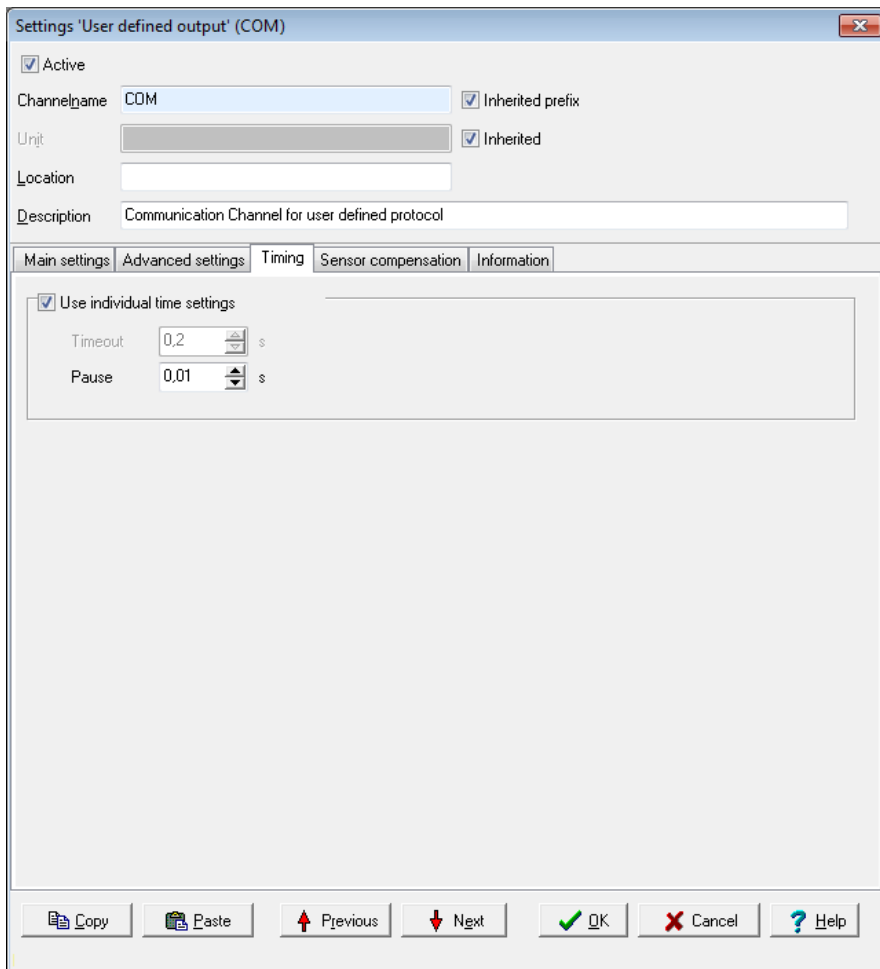 Settings 'User defined output' (COM)
Active
Channelname COM Inherited prefix
Unit Inherited
Location
Description Communication Channel for user defined protocol
Main settings Advanced settings Timing Sensor compensation Information
Use individual time settings
Timeout 0,2 s
Pause 0,01 s
Copy Paste Previous Next OK Cancel Help